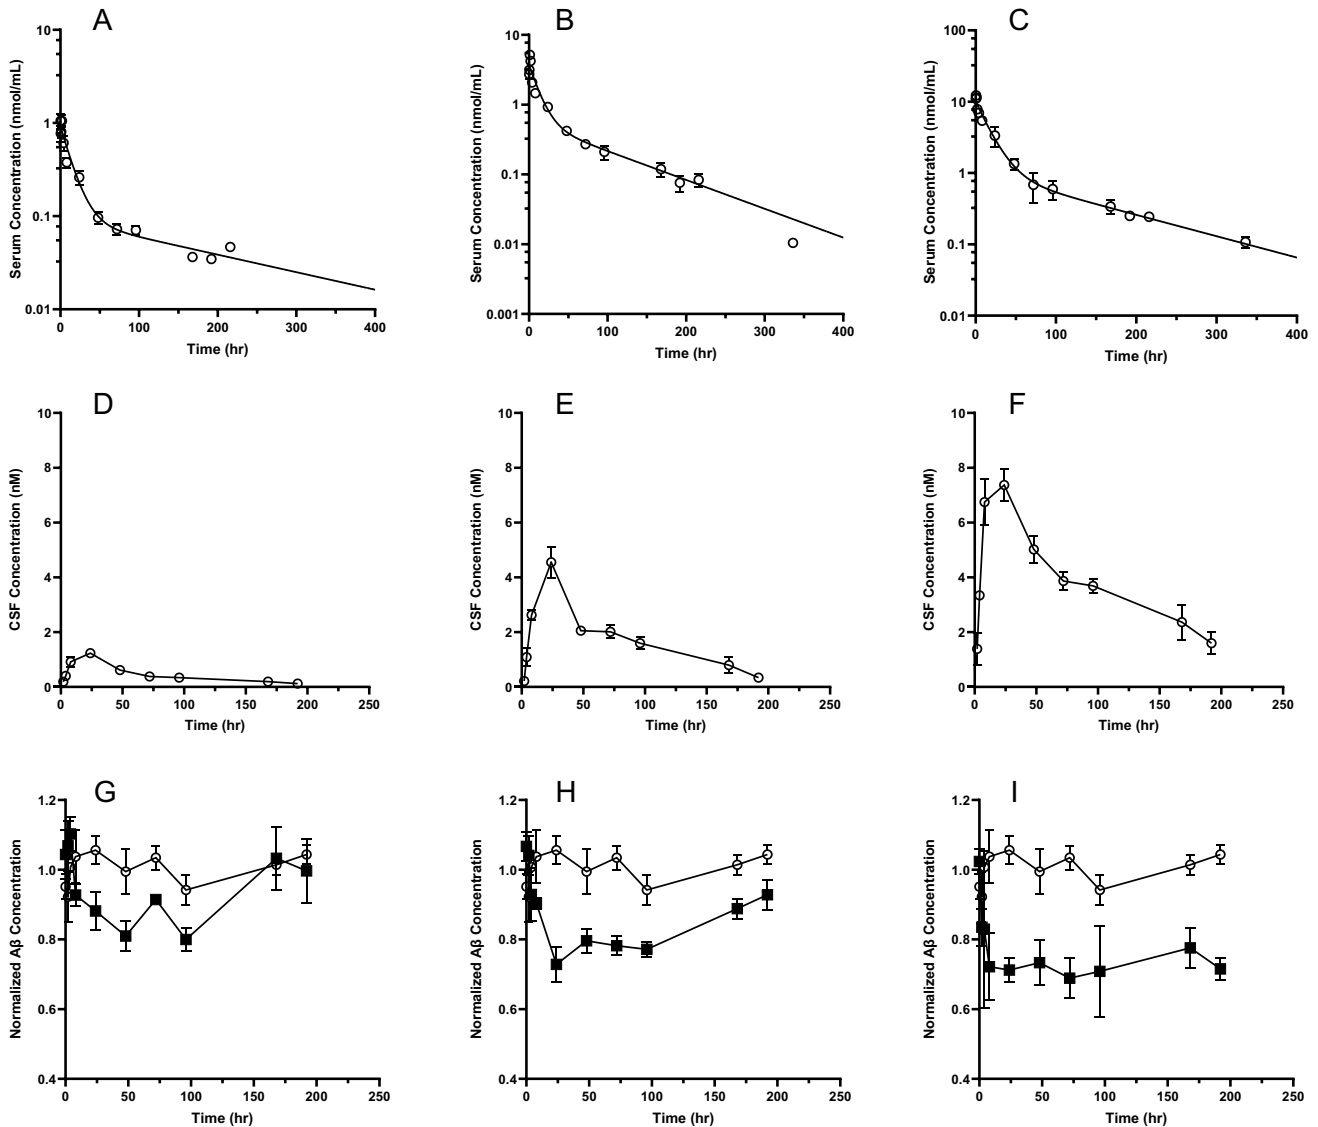 A
Serum Concentration (nmol/mL)
10
1
0.1
0.01
0 100 200 300 400
Time (hr)
B
Serum Concentration (nmol/mL)
10
1
0.1
0.01
0.001
0 100 200 300 400
Time (hr)
C
Serum Concentration (nmol/mL)
100
10
1
0.1
0.01
0 100 200 300 400
Time (hr)
D
CSF Concentration (nM)
10
8
6
4
2
0
0 50 100 150 200 250
Time (hr)
E
CSF Concentration (nM)
10
8
6
4
2
0
0 50 100 150 200 250
Time (hr)
F
CSF Concentration (nM)
10
8
6
4
2
0
0 50 100 150 200 250
Time (hr)
G
Normalized Aβ Concentration
1.2
1.0
0.8
0.6
0.4
0 50 100 150 200 250
Time (hr)
H
Normalized Aβ Concentration
1.2
1.0
0.8
0.6
0.4
0 50 100 150 200 250
Time (hr)
I
Normalized Aβ Concentration
1.2
1.0
0.8
0.6
0.4
0 50 100 150 200 250
Time (hr)